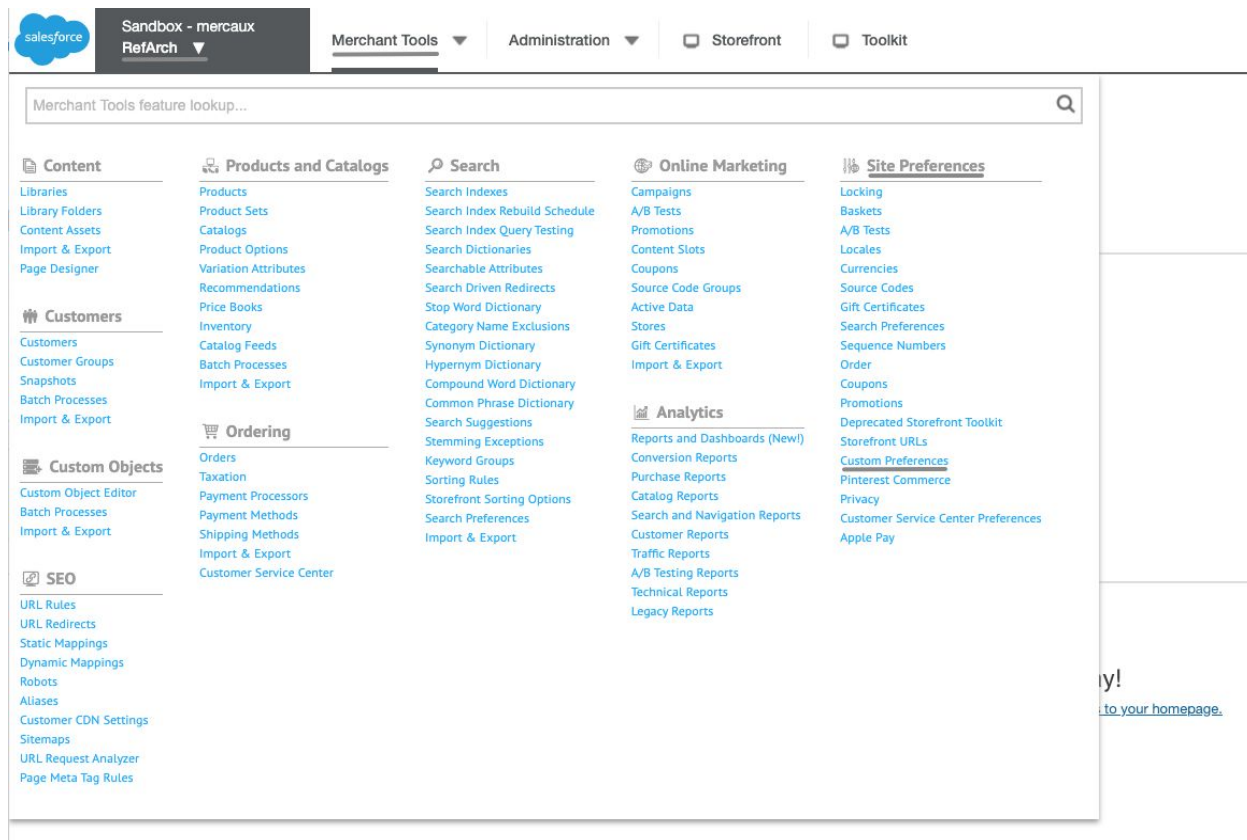 salesforce
Sandbox - mercaux
RefArch ▼
Merchant Tools
Administration
Storefront
Toolkit
Merchant Tools feature lookup...
Content
Libraries
Library Folders
Content Assets
Import & Export
Page Designer
Customers
Customers
Customer Groups
Snapshots
Batch Processes
Import & Export
Custom Objects
Custom Object Editor
Batch Processes
Import & Export
SEO
URL Rules
URL Redirects
Static Mappings
Dynamic Mappings
Robots
Aliases
Customer CDN Settings
Sitemaps
URL Request Analyzer
Page Meta Tag Rules
Products and Catalogs
Products
Product Sets
Catalogs
Product Options
Variation Attributes
Recommendations
Price Books
Inventory
Catalog Feeds
Batch Processes
Import & Export
Ordering
Orders
Taxation
Payment Processors
Payment Methods
Shipping Methods
Import & Export
Customer Service Center
Search
Search Indexes
Search Index Rebuild Schedule
Search Index Query Testing
Search Dictionaries
Searchable Attributes
Search Driven Redirects
Stop Word Dictionary
Category Name Exclusions
Synonym Dictionary
Hypernym Dictionary
Compound Word Dictionary
Common Phrase Dictionary
Search Suggestions
Stemming Exceptions
Keyword Groups
Sorting Rules
Storefront Sorting Options
Search Preferences
Import & Export
Online Marketing
Campaigns
A/B Tests
Promotions
Content Slots
Coupons
Source Code Groups
Active Data
Stores
Gift Certificates
Import & Export
Analytics
Reports and Dashboards (New!)
Conversion Reports
Purchase Reports
Catalog Reports
Search and Navigation Reports
Customer Reports
Traffic Reports
A/B Testing Reports
Technical Reports
Legacy Reports
Site Preferences
Locking
Baskets
A/B Tests
Locales
Currencies
Source Codes
Gift Certificates
Search Preferences
Sequence Numbers
Order
Coupons
Promotions
Deprecated Storefront Toolkit
Storefront URLs
Custom Preferences
Pinterest Commerce
Privacy
Customer Service Center Preferences
Apple Pay
y!
to your homepage.